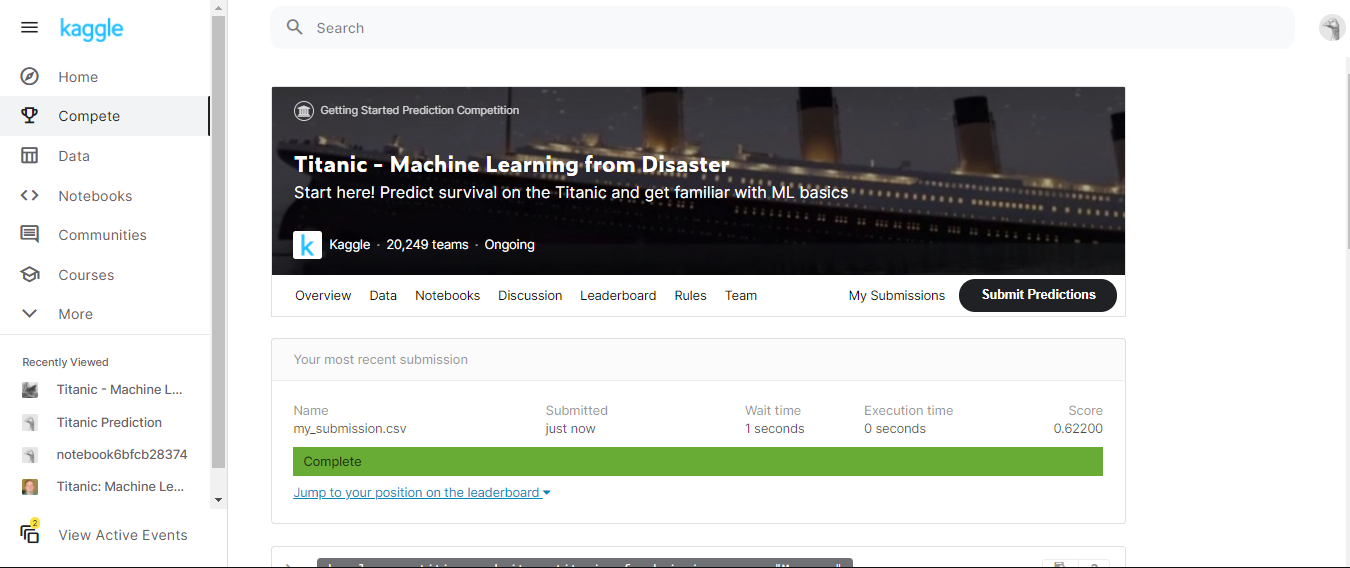 kaggle
Search
Home
Compete
Data
Notebooks
Communities
Courses
More
Recently Viewed
Titanic - Machine L...
Titanic Prediction
notebook6bfcb28374
Titanic: Machine Le...
2
View Active Events
Getting Started Prediction Competition
Titanic - Machine Learning from Disaster
Start here! Predict survival on the Titanic and get familiar with ML basics
k Kaggle · 20,249 teams · Ongoing
Overview Data Notebooks Discussion Leaderboard Rules Team My Submissions Submit Predictions
Your most recent submission
Name Submitted Wait time Execution time Score
my_submission.csv just now 1 seconds 0 seconds 0.62200
Complete
Jump to your position on the leaderboard